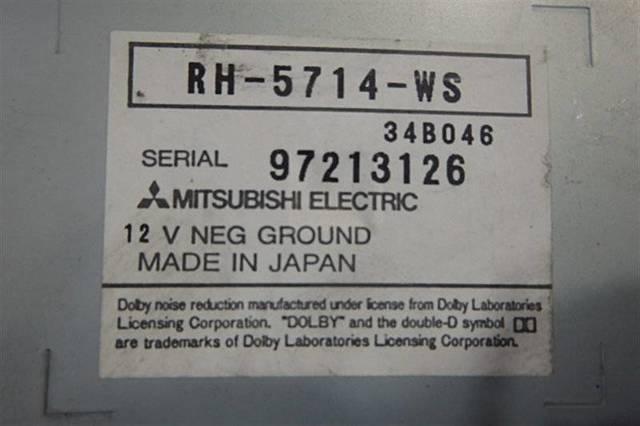 RH-5714-WS
34B046
SERIAL 97213126
MITSUBISHI ELECTRIC
12 V NEG GROUND
MADE IN JAPAN
Dolby noise reduction manufactured under license from Dolby Laboratories
Licensing Corporation. "DOLBY" and the double-D symbol
are trademarks of Dolby Laboratories Licensing Corporation.